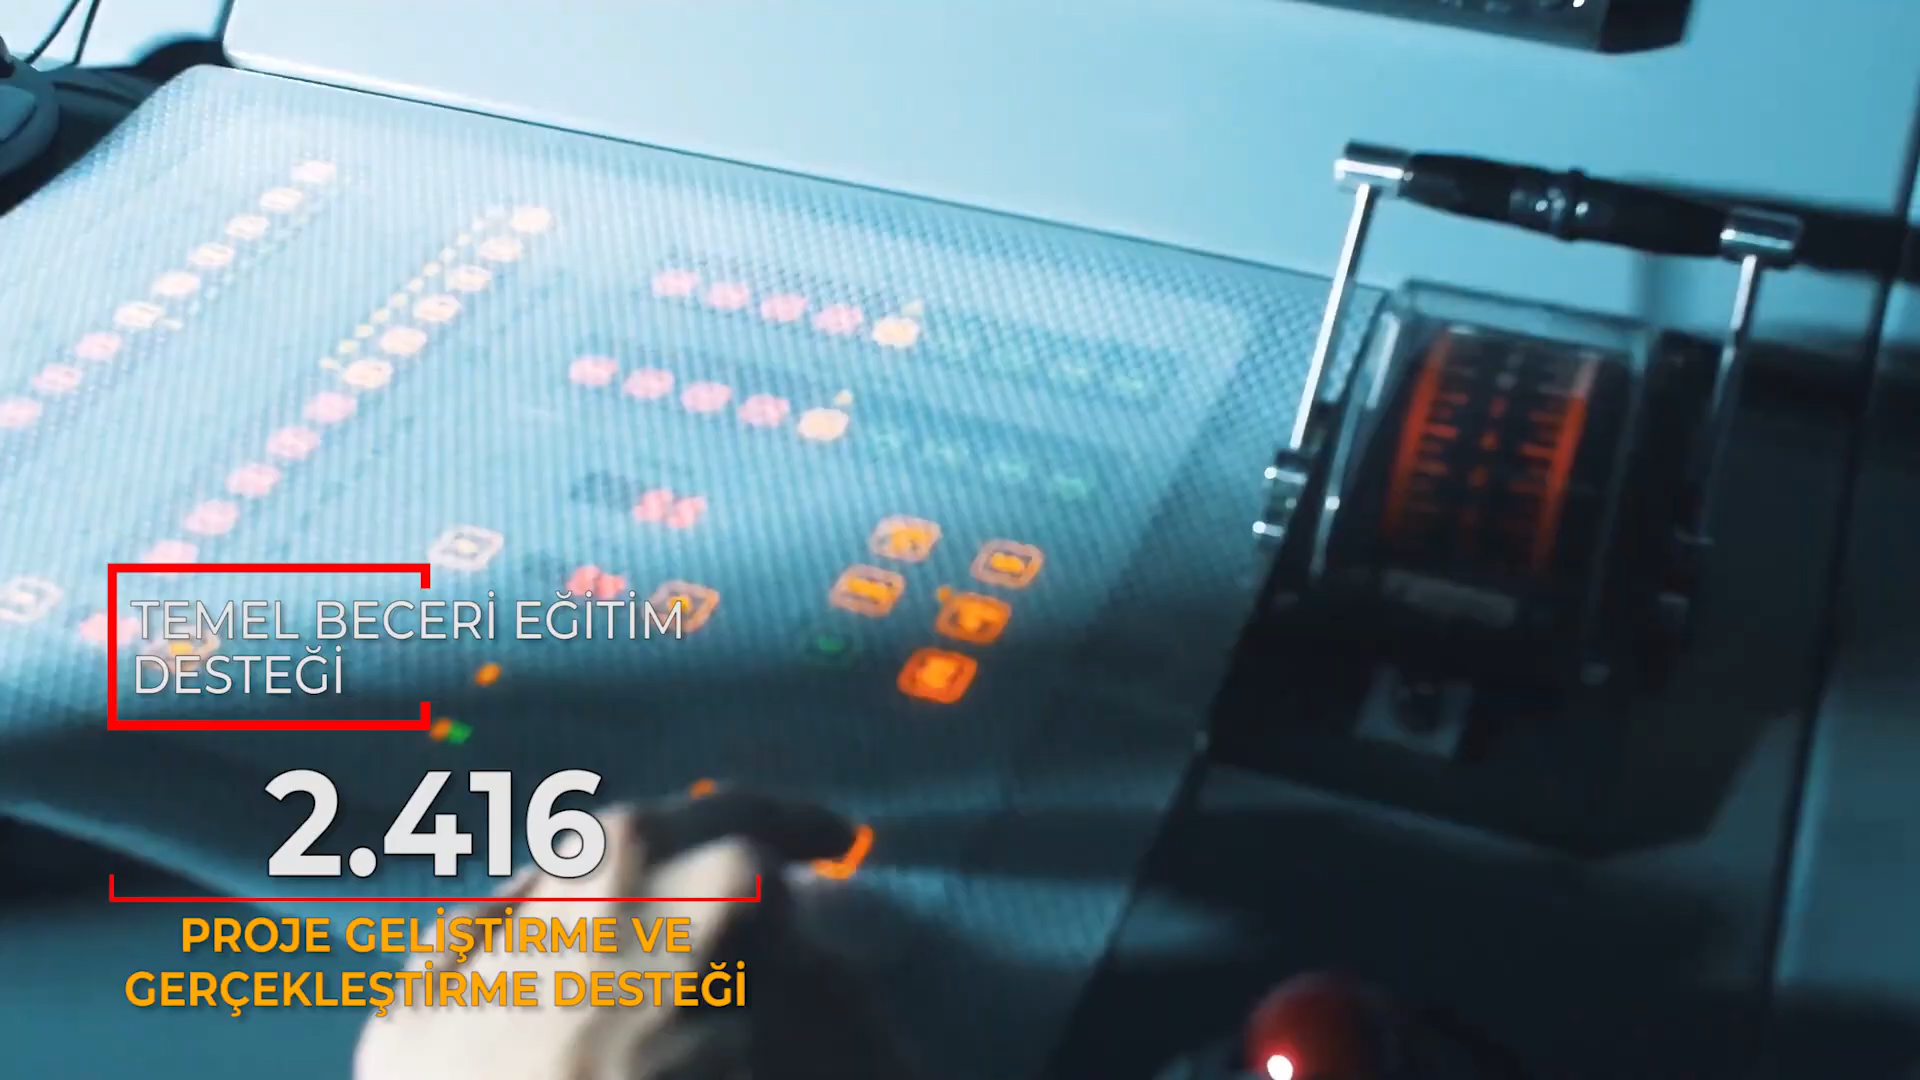 TEMEL BECERİ EĞİTİM
DESTEĞİ
2.416
PROJE GELİŞTİRME VE
GERÇEKLEŞTİRME DESTEĞİ